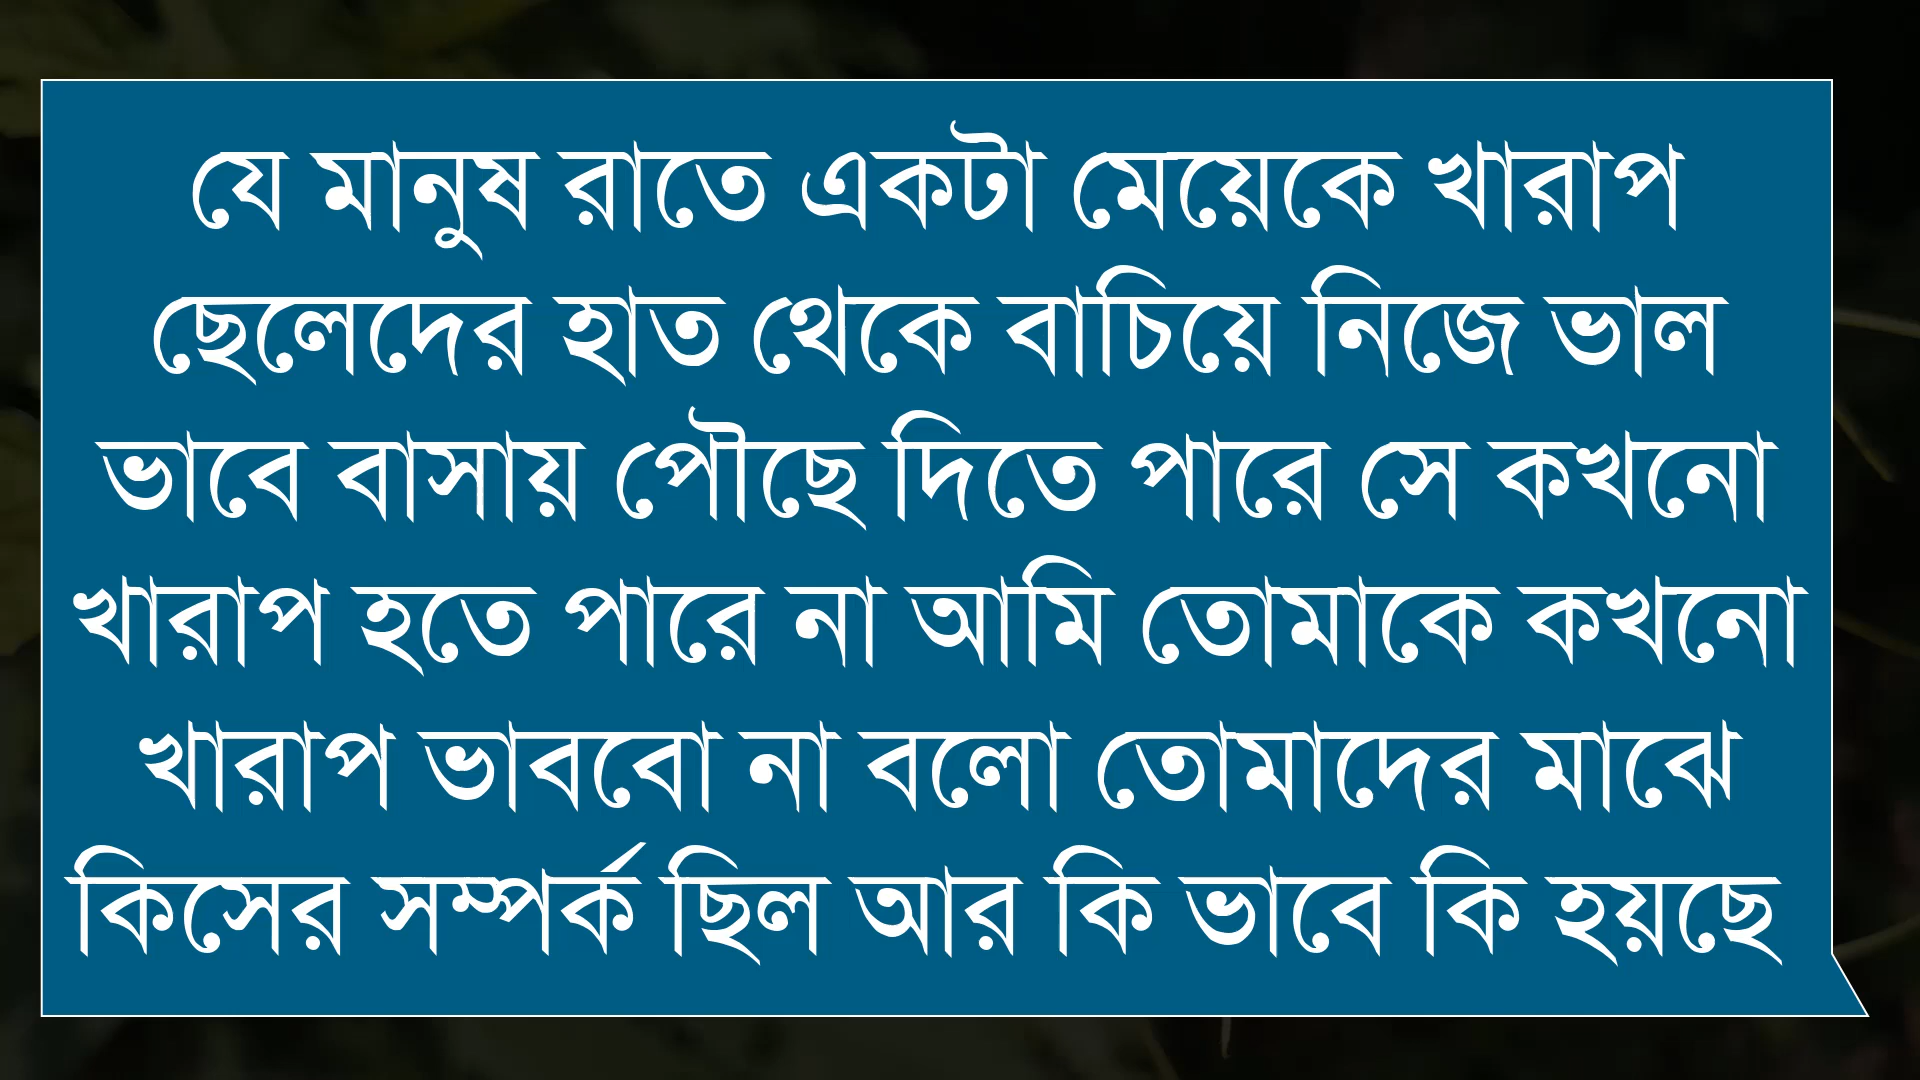 যে মানুষ রাতে একটা মেয়েকে খারাপ
ছেলেদের হাত থেকে বাচিয়ে নিজে ভাল
ভাবে বাসায় পৌছে দিতে পারে সে কখনো
খারাপ হতে পারে না আমি তোমাকে কখনো
খারাপ ভাববো না বলো তোমাদের মাঝে
কিসের সম্পর্ক ছিল আর কি ভাবে কি হয়ছে